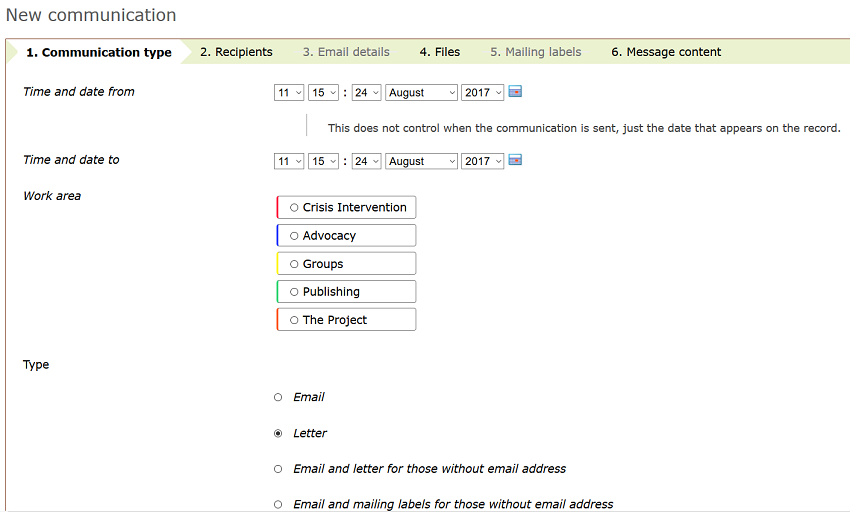 New communication
1. Communication type 2. Recipients 3. Email details 4. Files 5. Mailing labels 6. Message content
Time and date from 11 15 : 24 August 2017
This does not control when the communication is sent, just the date that appears on the record.
Time and date to 11 15 : 24 August 2017
Work area
Crisis Intervention
Advocacy
Groups
Publishing
The Project
Type
Email
Letter
Email and letter for those without email address
Email and mailing labels for those without email address